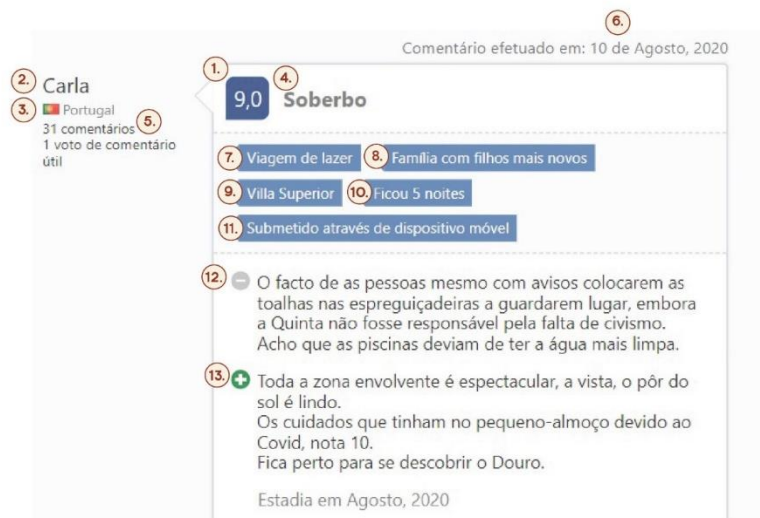 6.
Comentário efetuado em: 10 de Agosto, 2020
1.
2. Carla
3. Portugal
5.
31 comentários
1 voto de comentário
útil
4.
9,0 Soberbo
7. Viagem de lazer 8. Família com filhos mais novos
9. Villa Superior 10. Ficou 5 noites
11. Submetido através de dispositivo móvel
12. O facto de as pessoas mesmo com avisos colocarem as
toalhas nas espreguiçadeiras a guardarem lugar, embora
a Quinta não fosse responsável pela falta de civismo.
Acho que as piscinas deviam de ter a água mais limpa.
13. Toda a zona envolvente é espectacular, a vista, o pôr do
sol é lindo.
Os cuidados que tinham no pequeno-almoço devido ao
Covid, nota 10.
Fica perto para se descobrir o Douro.
Estadia em Agosto, 2020